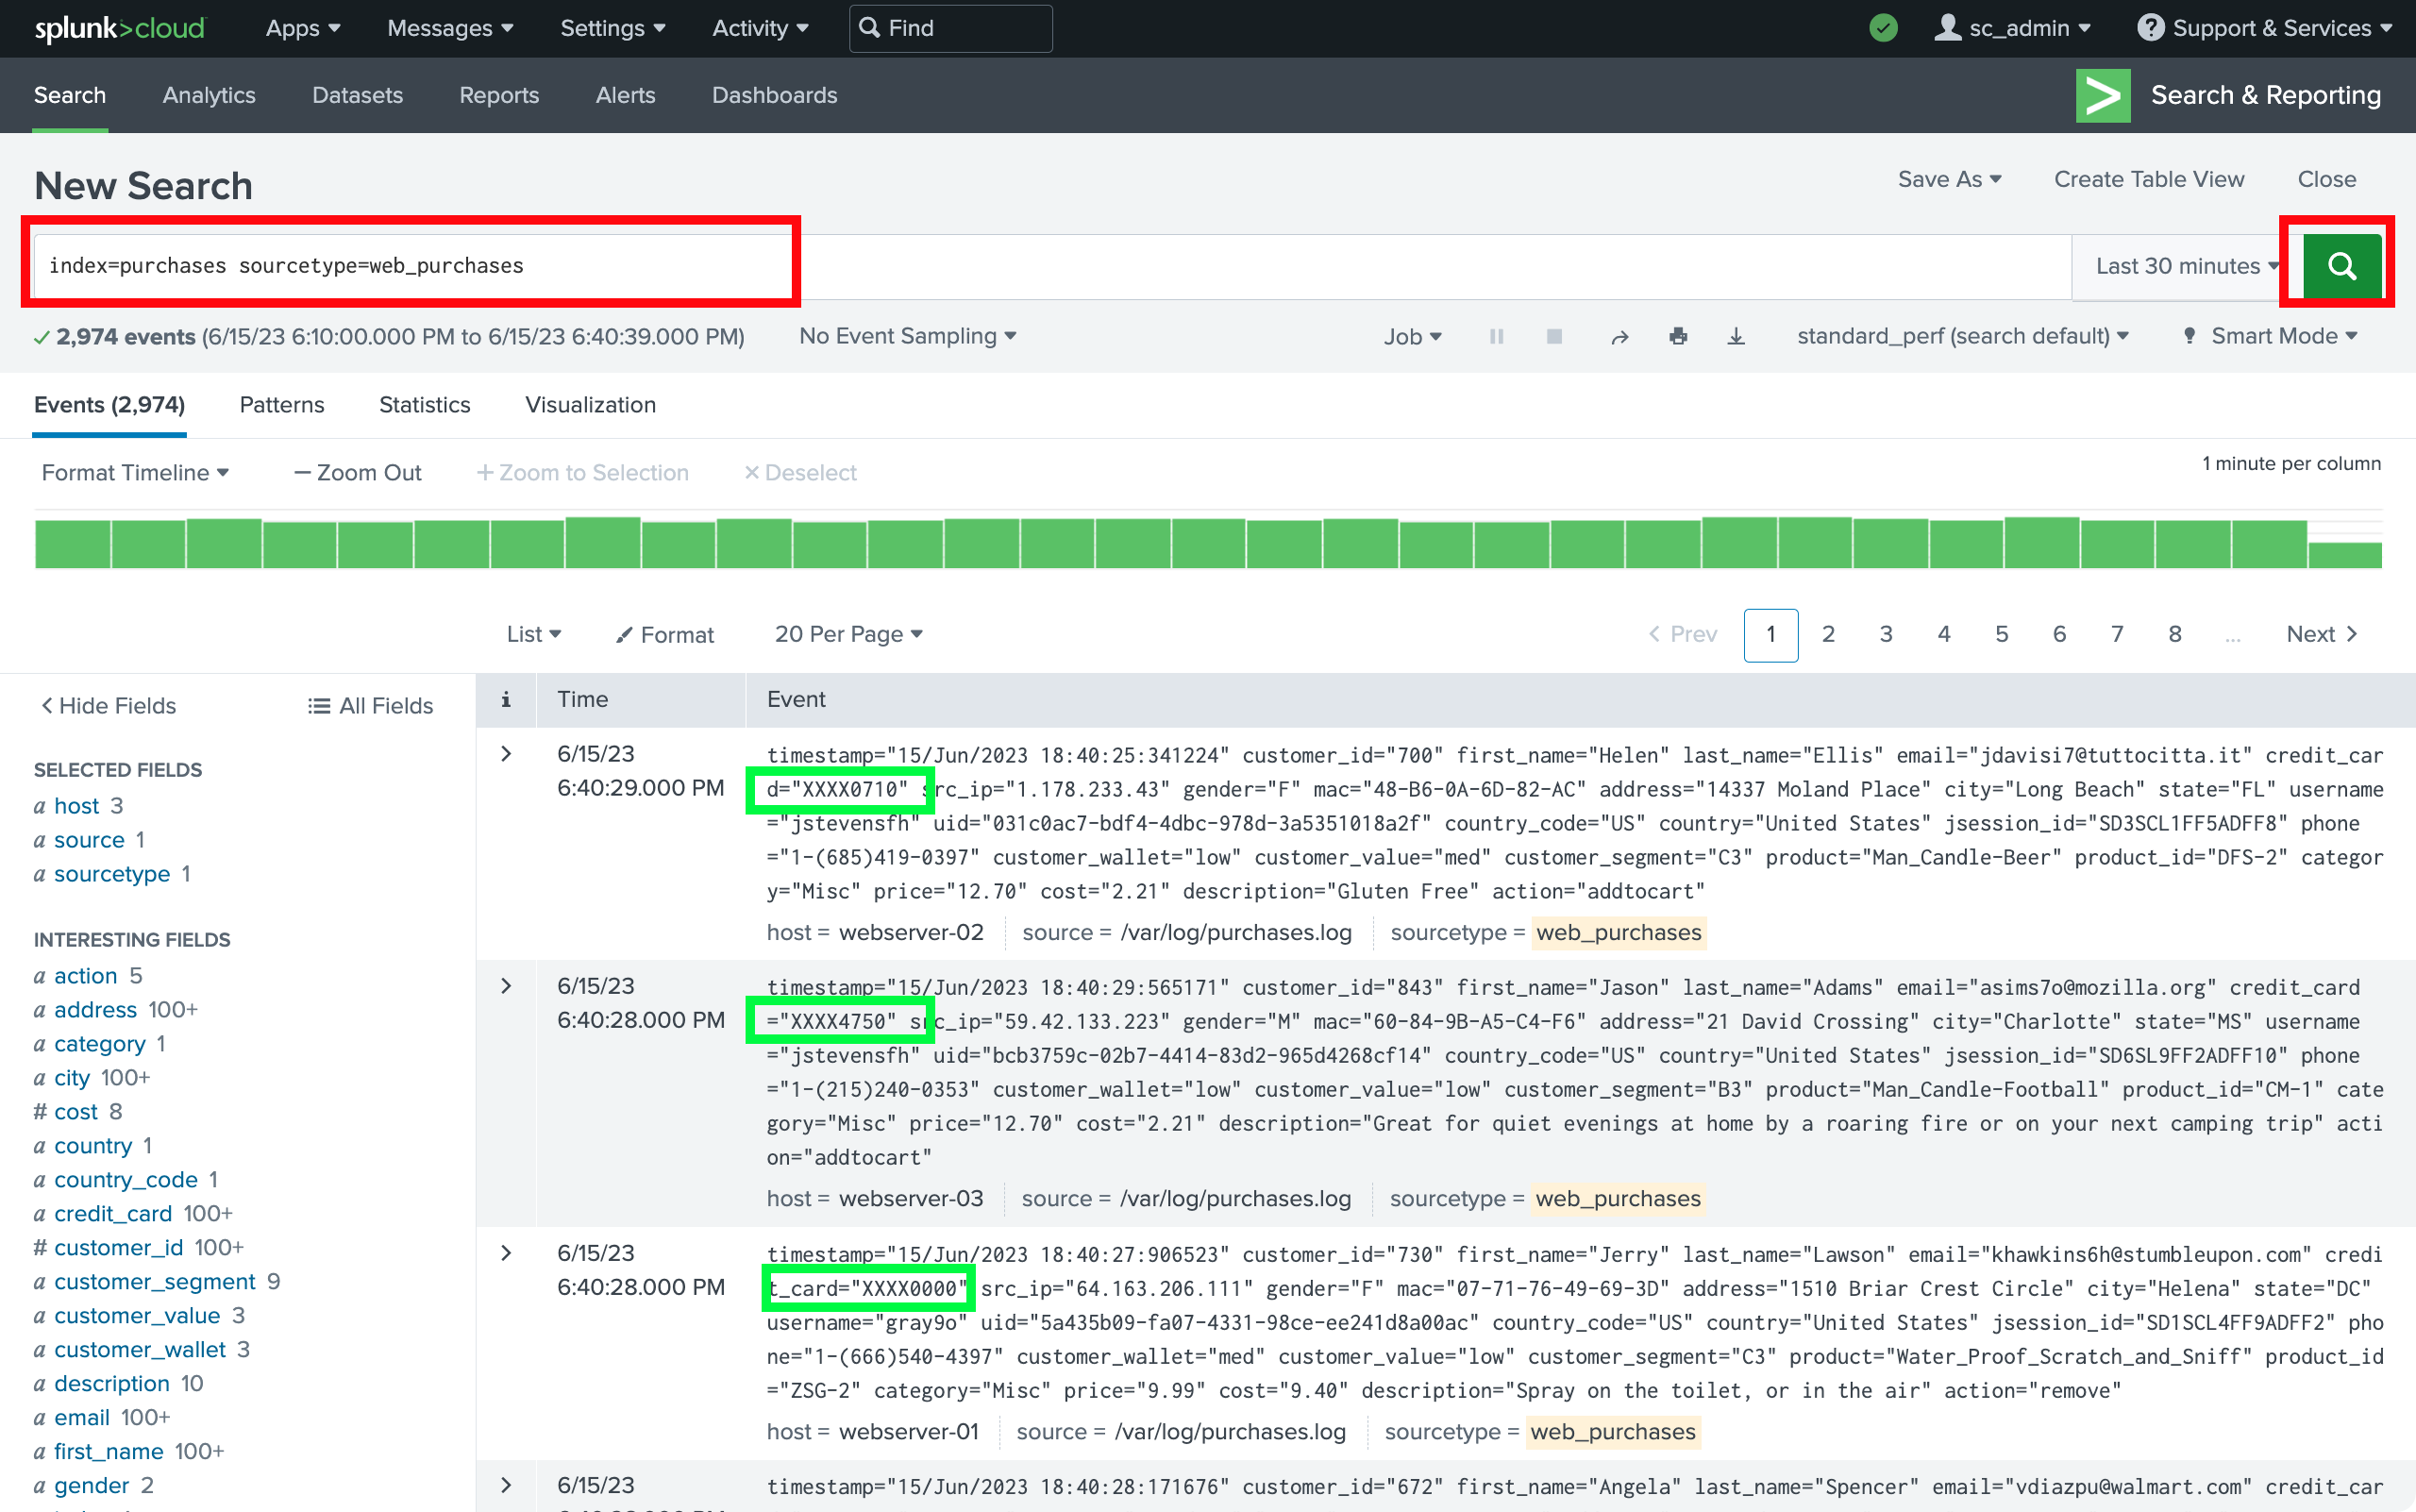 splunk>cloud Apps Messages Settings Activity Find sc_admin Support & Services
Search Analytics Datasets Reports Alerts Dashboards Search & Reporting
New Search
Save As Create Table View Close
index=purchases sourcetype=web_purchases
Last 30 minutes
2,974 events (6/15/23 6:10:00.000 PM to 6/15/23 6:40:39.000 PM) No Event Sampling Job standard_perf (search default) Smart Mode
Events (2,974) Patterns Statistics Visualization
Format Timeline — Zoom Out + Zoom to Selection × Deselect 1 minute per column
List Format 20 Per Page < Prev 1 2 3 4 5 6 7 8 ... Next >
< Hide Fields All Fields
SELECTED FIELDS
a host 3
a source 1
a sourcetype 1
INTERESTING FIELDS
a action 5
a address 100+
a category 1
a city 100+
# cost 8
a country 1
a country_code 1
a credit_card 100+
# customer_id 100+
a customer_segment 9
a customer_value 3
a customer_wallet 3
a description 10
a email 100+
a first_name 100+
a gender 2
i Time Event
> 6/15/23
6:40:29.000 PM
timestamp="15/Jun/2023 18:40:25:341224" customer_id="700" first_name="Helen" last_name="Ellis" email="jdavisi7@tuttocitta.it" credit_car
d="XXXX0710" src_ip="1.178.233.43" gender="F" mac="48-B6-0A-6D-82-AC" address="14337 Moland Place" city="Long Beach" state="FL" username
="jstevensfh" uid="031c0ac7-bdf4-4dbc-978d-3a5351018a2f" country_code="US" country="United States" jsession_id="SD3SCL1FF5ADFF8" phone
="1-(685)419-0397" customer_wallet="low" customer_value="med" customer_segment="C3" product="Man_Candle-Beer" product_id="DFS-2" categor
y="Misc" price="12.70" cost="2.21" description="Gluten Free" action="addtocart"
host = webserver-02 source = /var/log/purchases.log sourcetype = web_purchases
> 6/15/23
6:40:28.000 PM
timestamp="15/Jun/2023 18:40:29:565171" customer_id="843" first_name="Jason" last_name="Adams" email="asims7o@mozilla.org" credit_card
="XXXX4750" src_ip="59.42.133.223" gender="M" mac="60-84-9B-A5-C4-F6" address="21 David Crossing" city="Charlotte" state="MS" username
="jstevensfh" uid="bcb3759c-02b7-4414-83d2-965d4268cf14" country_code="US" country="United States" jsession_id="SD6SL9FF2ADFF10" phone
="1-(215)240-0353" customer_wallet="low" customer_value="low" customer_segment="B3" product="Man_Candle-Football" product_id="CM-1" cate
gory="Misc" price="12.70" cost="2.21" description="Great for quiet evenings at home by a roaring fire or on your next camping trip" acti
on="addtocart"
host = webserver-03 source = /var/log/purchases.log sourcetype = web_purchases
> 6/15/23
6:40:28.000 PM
timestamp="15/Jun/2023 18:40:27:906523" customer_id="730" first_name="Jerry" last_name="Lawson" email="khawkins6h@stumbleupon.com" credi
t_card="XXXX0000" src_ip="64.163.206.111" gender="F" mac="07-71-76-49-69-3D" address="1510 Briar Crest Circle" city="Helena" state="DC"
username="gray9o" uid="5a435b09-fa07-4331-98ce-ee241d8a00ac" country_code="US" country="United States" jsession_id="SD1SCL4FF9ADFF2" pho
ne="1-(666)540-4397" customer_wallet="med" customer_value="low" customer_segment="C3" product="Water_Proof_Scratch_and_Sniff" product_id
="ZSG-2" category="Misc" price="9.99" cost="9.40" description="Spray on the toilet, or in the air" action="remove"
host = webserver-01 source = /var/log/purchases.log sourcetype = web_purchases
> 6/15/23
timestamp="15/Jun/2023 18:40:28:171676" customer_id="672" first_name="Angela" last_name="Spencer" email="vdiazpu@walmart.com" credit_car